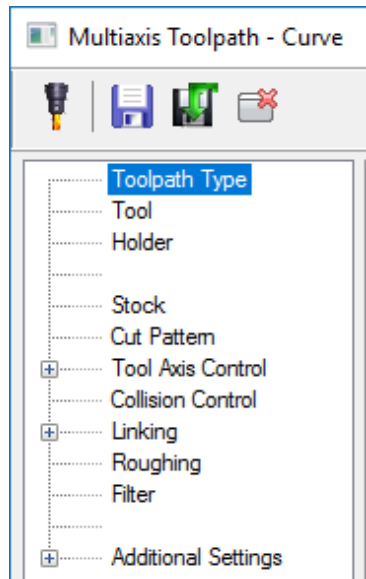 Multiaxis Toolpath - Curve
Toolpath Type
Tool
Holder
Stock
Cut Pattern
Tool Axis Control
Collision Control
Linking
Roughing
Filter
Additional Settings